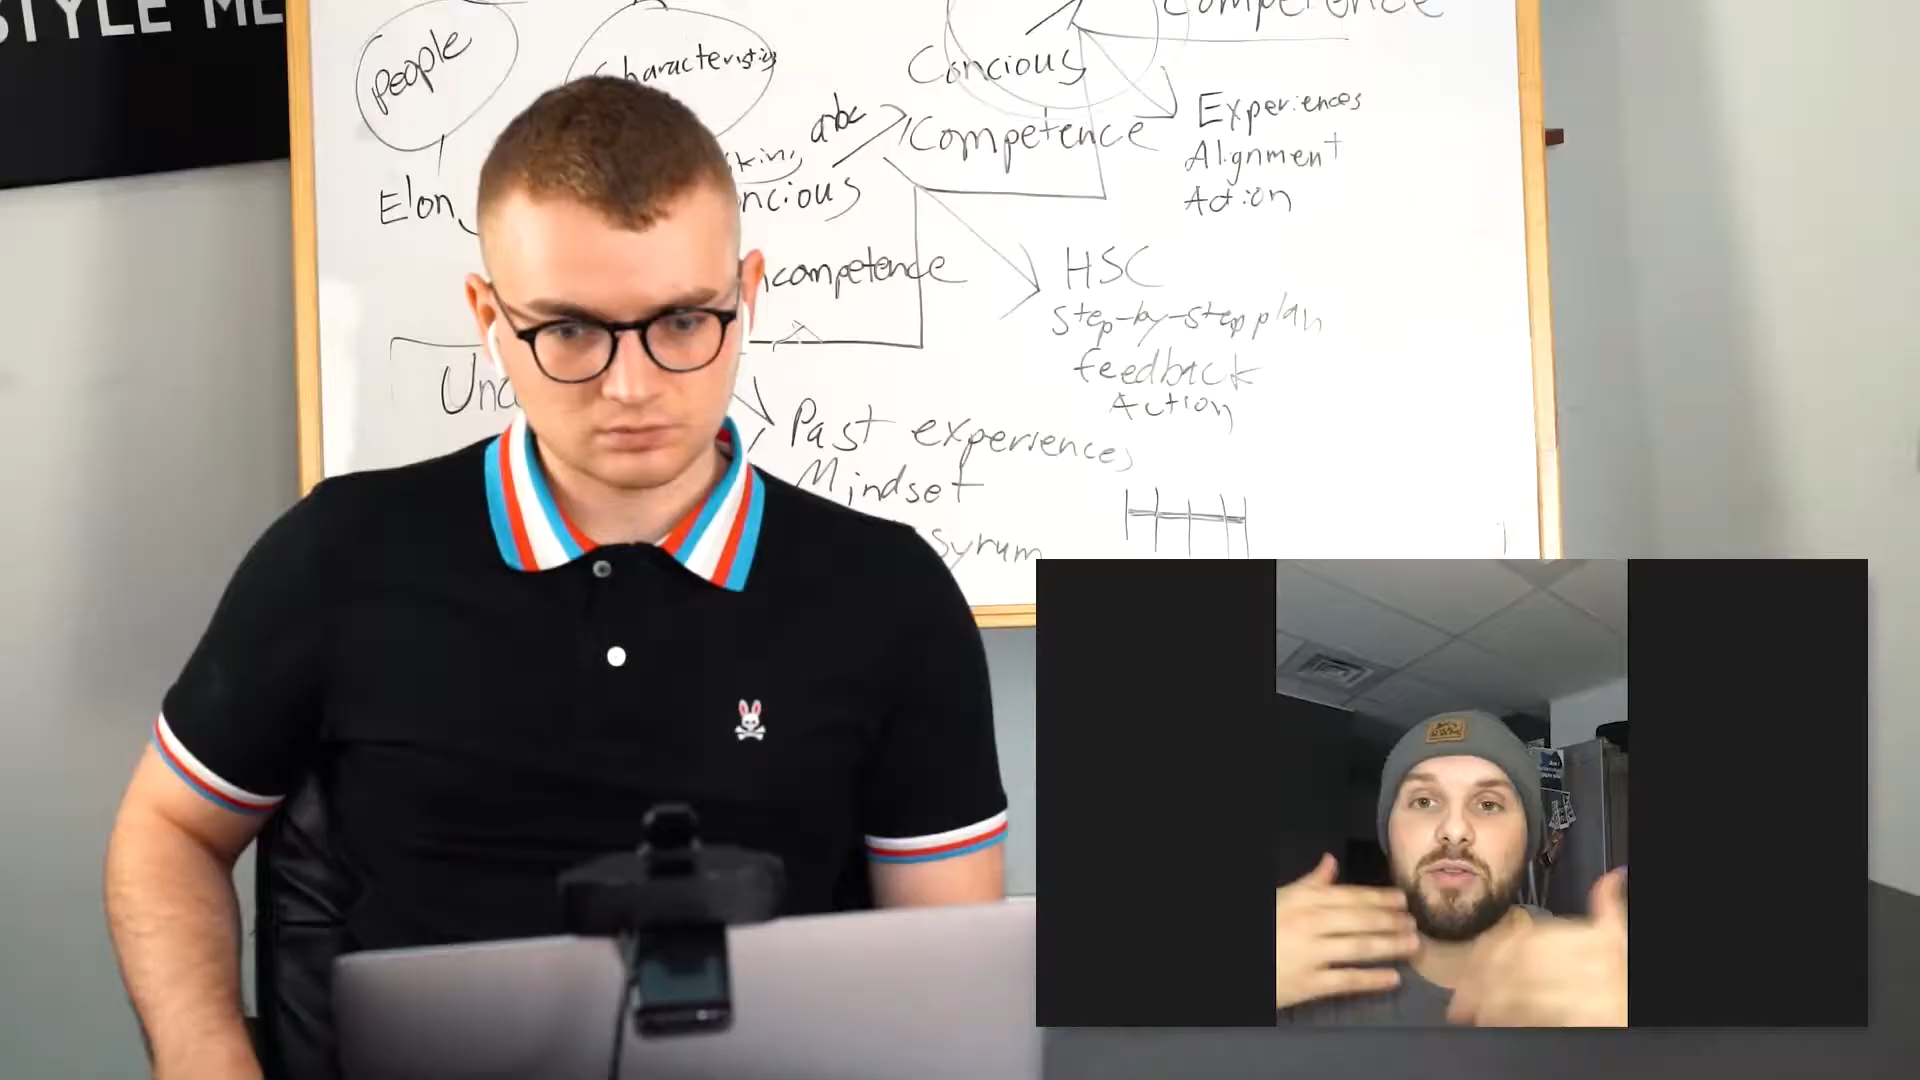 STYLE ME
people
Characteristics
Competence
Concious
abc
Competence
Experiences
Alignment
Action
Elon
ncious
ncompetence
HSC
Step-by-step plan
feedback
Action
Unc
Past experiences
Mindset